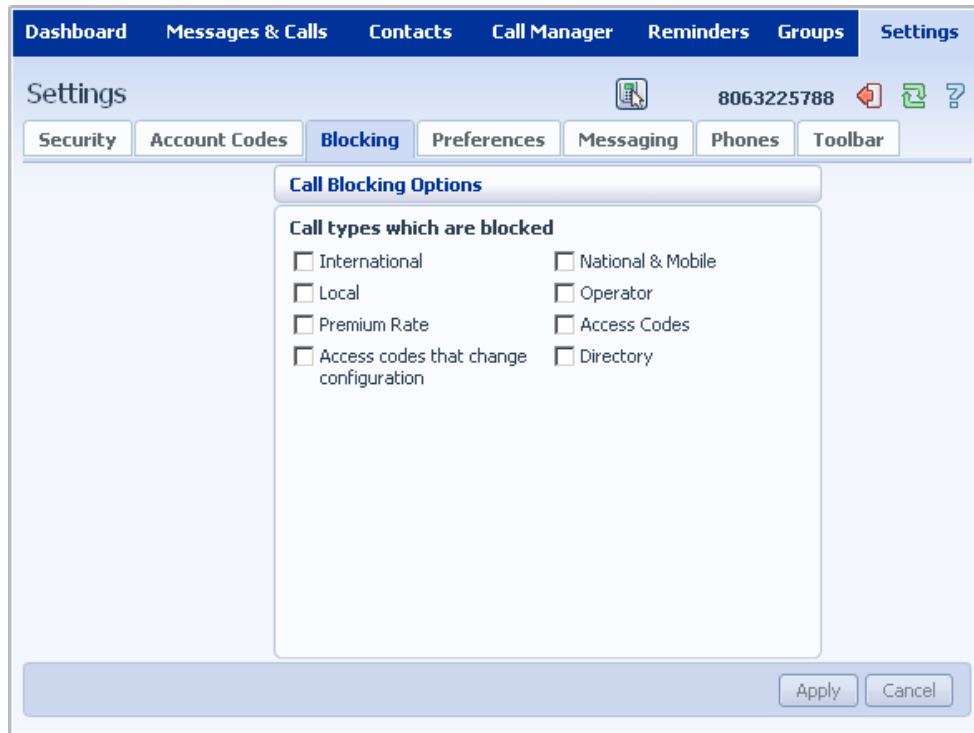 Dashboard Messages & Calls Contacts Call Manager Reminders Groups Settings
Settings 8063225788
Security Account Codes Blocking Preferences Messaging Phones Toolbar
Call Blocking Options
Call types which are blocked
International National & Mobile
Local Operator
Premium Rate Access Codes
Access codes that change Directory
configuration
Apply Cancel